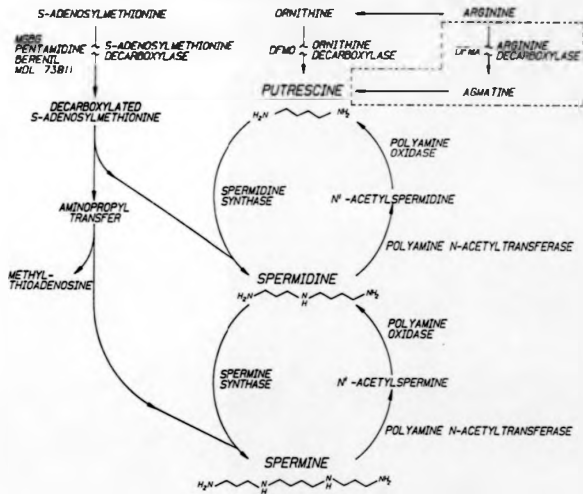 S-ADENOSYLMETHIONINE
ORNITHINE
ARGININE
MGBG
PENTAMIDINE
BERENIL
MDL 73811
S-ADENOSYLMETHIONINE
DECARBOXYLASE
DFMO
ORNITHINE
DECARBOXYLASE
DFMA
ARGININE
DECARBOXYLASE
PUTRESCINE
AGMATINE
H₂N
NH₂
DECARBOXYLATED
S-ADENOSYLMETHIONINE
POLYAMINE
OXIDASE
SPERMIDINE
SYNTHASE
-ACETYLSPERMIDINE
AMINOPROPYL
TRANSFER
POLYAMINE N-ACETYLTRANSFERASE
METHYL-
THIOADENOSINE
SPERMIDINE
H₂N
N
H
NH₂
POLYAMINE
OXIDASE
SPERMINE
SYNTHASE
-ACETYLSPERMINE
POLYAMINE N-ACETYLTRANSFERASE
SPERMINE
H₂N
N
H
N
H
NH₂